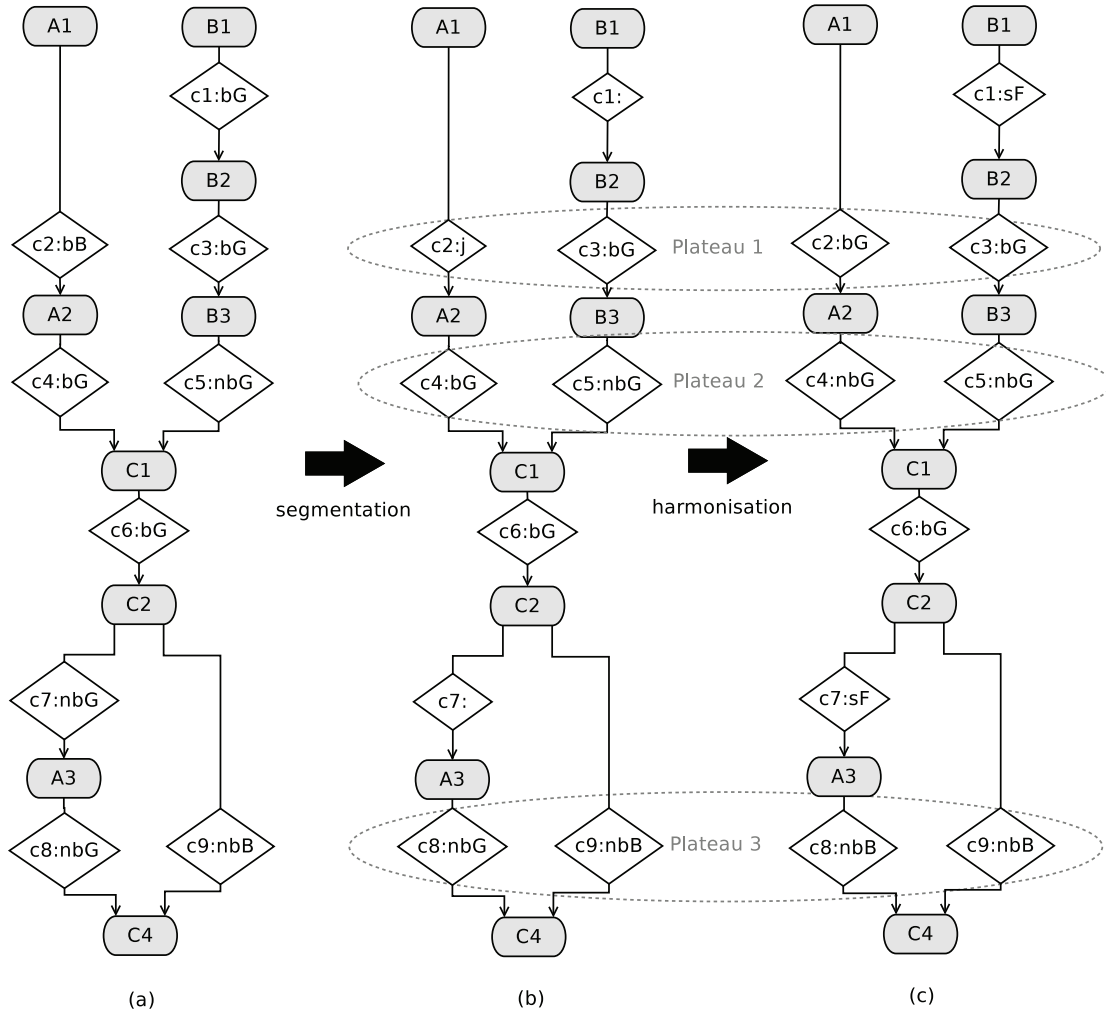 A1
B1
c1:bG
B2
c2:bB
c3:bG
A2
B3
c4:bG
c5:nbG
C1
c6:bG
C2
c7:nbG
A3
c8:nbG
c9:nbB
C4
(a)
segmentation
A1
B1
c1:
B2
c2:j
c3:bG
Plateau 1
A2
B3
c4:bG
c5:nbG
Plateau 2
C1
c6:bG
C2
c7:
A3
c8:nbG
c9:nbB
Plateau 3
C4
(b)
harmonisation
A1
B1
c1:sF
B2
c2:bG
c3:bG
A2
B3
c4:nbG
c5:nbG
C1
c6:bG
C2
c7:sF
A3
c8:nbB
c9:nbB
C4
(c)